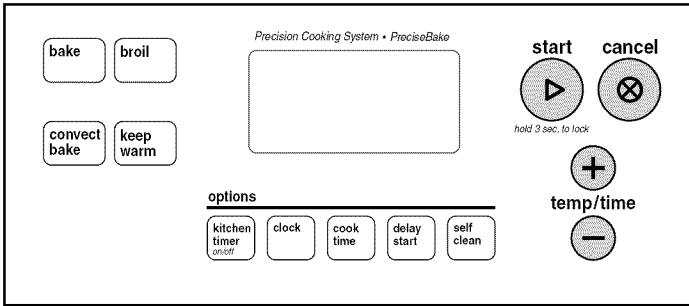 Precision Cooking System • PreciseBake
bake
broil
convect
bake
keep
warm
start
cancel
hold 3 sec. to lock
temp/time
options
kitchen
timer
on/off
clock
cook
time
delay
start
self
clean